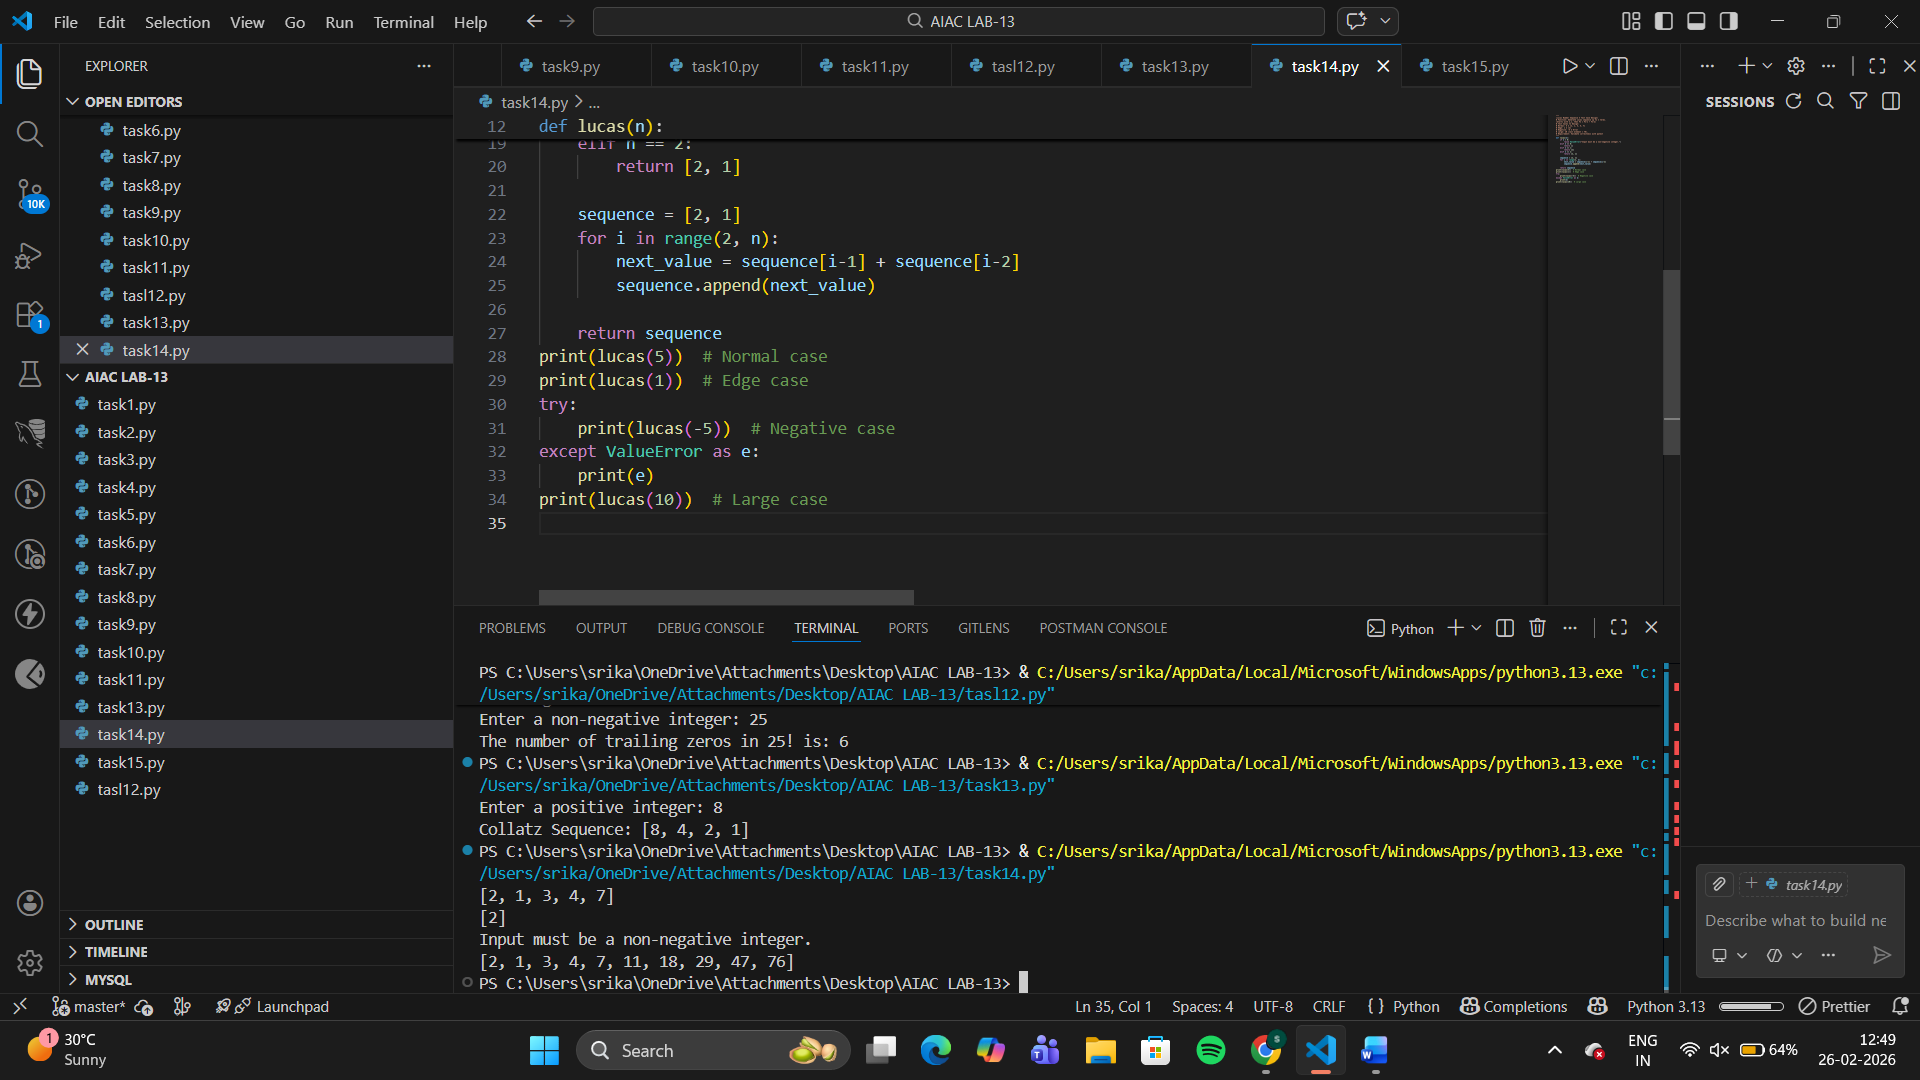 File Edit Selection View Go Run Terminal Help
AIAC LAB-13
EXPLORER
OPEN EDITORS
task6.py
task7.py
task8.py
task9.py
task10.py
task11.py
tasl12.py
task13.py
task14.py
AIAC LAB-13
task1.py
task2.py
task3.py
task4.py
task5.py
task6.py
task7.py
task8.py
task9.py
task10.py
task11.py
task13.py
task14.py
task15.py
tasl12.py
OUTLINE
TIMELINE
MYSQL
10K
1
task9.py task10.py task11.py tasl12.py task13.py task14.py task15.py
task14.py > ...
12 def lucas(n):
19 elif n == 2:
20 return [2, 1]
21
22 sequence = [2, 1]
23 for i in range(2, n):
24 next_value = sequence[i-1] + sequence[i-2]
25 sequence.append(next_value)
26
27 return sequence
28 print(lucas(5)) # Normal case
29 print(lucas(1)) # Edge case
30 try:
31 print(lucas(-5)) # Negative case
32 except ValueError as e:
33 print(e)
34 print(lucas(10)) # Large case
35
PROBLEMS OUTPUT DEBUG CONSOLE TERMINAL PORTS GITLENS POSTMAN CONSOLE
Python
PS C:\Users\srika\OneDrive\Attachments\Desktop\AIAC LAB-13> & C:/Users/srika/AppData/Local/Microsoft/WindowsApps/python3.13.exe "c:
/Users/srika/OneDrive/Attachments/Desktop/AIAC LAB-13/tasl12.py"
Enter a non-negative integer: 25
The number of trailing zeros in 25! is: 6
PS C:\Users\srika\OneDrive\Attachments\Desktop\AIAC LAB-13> & C:/Users/srika/AppData/Local/Microsoft/WindowsApps/python3.13.exe "c:
/Users/srika/OneDrive/Attachments/Desktop/AIAC LAB-13/task13.py"
Enter a positive integer: 8
Collatz Sequence: [8, 4, 2, 1]
PS C:\Users\srika\OneDrive\Attachments\Desktop\AIAC LAB-13> & C:/Users/srika/AppData/Local/Microsoft/WindowsApps/python3.13.exe "c:
/Users/srika/OneDrive/Attachments/Desktop/AIAC LAB-13/task14.py"
[2, 1, 3, 4, 7]
[2]
Input must be a non-negative integer.
[2, 1, 3, 4, 7, 11, 18, 29, 47, 76]
PS C:\Users\srika\OneDrive\Attachments\Desktop\AIAC LAB-13>
SESSIONS
task14.py
Describe what to build ne
master* Launchpad
Ln 35, Col 1 Spaces: 4 UTF-8 CRLF { } Python Completions Python 3.13 Prettier
1
30°C
Sunny
Search
ENG
IN
64%
12:49
26-02-2026